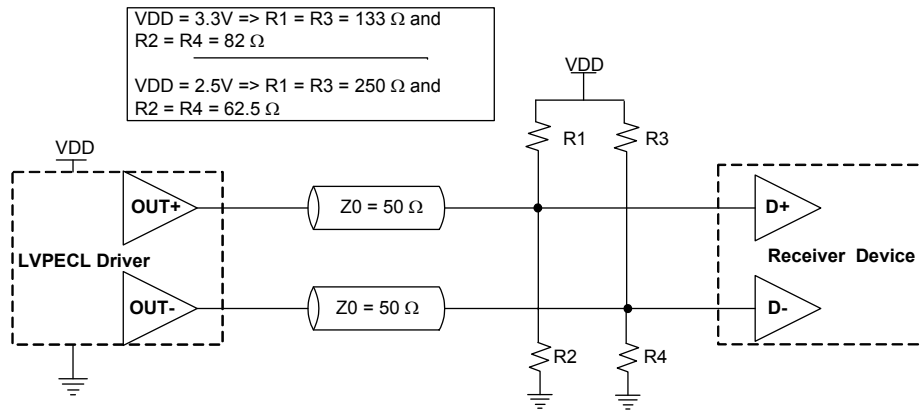 VDD = 3.3V => R1 = R3 = 133 Ω and
R2 = R4 = 82 Ω
VDD = 2.5V => R1 = R3 = 250 Ω and
R2 = R4 = 62.5 Ω
VDD
R1
R3
VDD
OUT+
Z0 = 50 Ω
D+
LVPECL Driver
Receiver Device
OUT-
Z0 = 50 Ω
D-
R2
R4